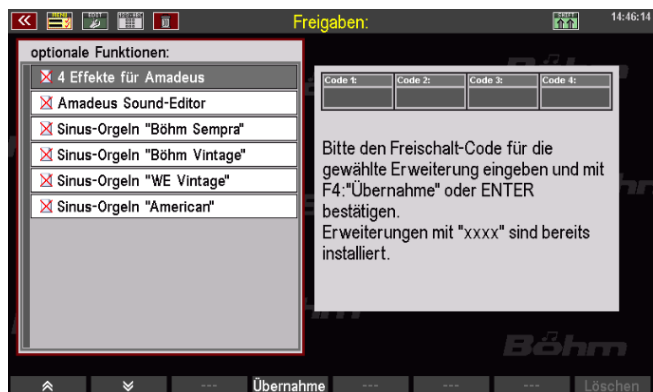 MENU
EDIT
Freigaben:
ENTER
14:46:14
optionale Funktionen:
4 Effekte für Amadeus
Amadeus Sound-Editor
Sinus-Orgeln "Böhm Sempra"
Sinus-Orgeln "Böhm Vintage"
Sinus-Orgeln "WE Vintage"
Sinus-Orgeln "American"
Code 1: Code 2: Code 3: Code 4:
Bitte den Freischalt-Code für die
gewählte Erweiterung eingeben und mit
F4:"Übernahme" oder ENTER
bestätigen.
Erweiterungen mit "xxxx" sind bereits
installiert.
Böhm
--- Übernahme --- --- --- Löschen